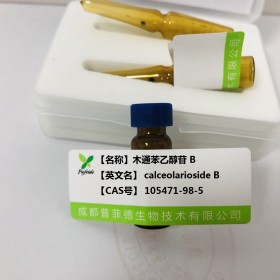 【名称】木通苯乙醇苷 B
【英文名】 calceolarioside B
【CAS号】 105471-98-5
成都普菲德生物技术有限公司